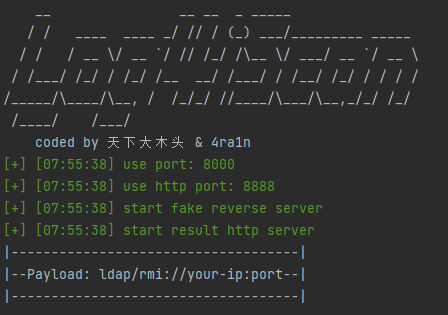 Log4jScan
coded by 天下大木头 & 4ra1n
[+] [07:55:38] use port: 8000
[+] [07:55:38] use http port: 8888
[+] [07:55:38] start fake reverse server
[+] [07:55:38] start result http server
|------------------------------------|
|--Payload: ldap/rmi://your-ip:port--|
|------------------------------------|